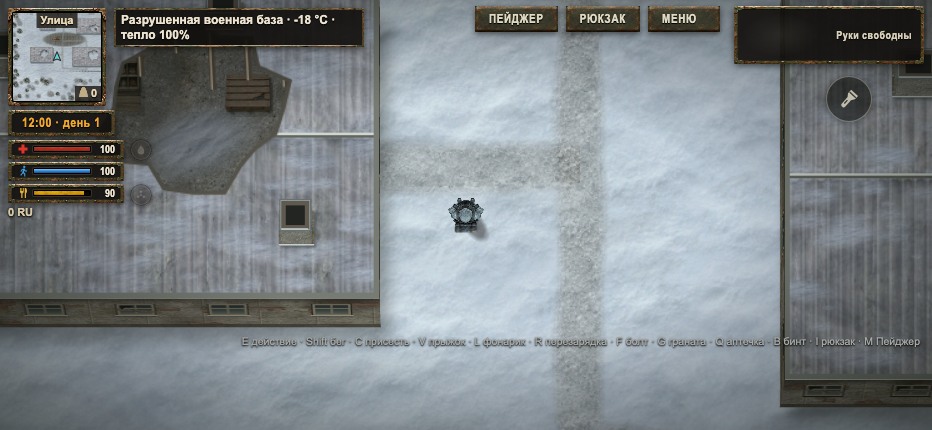 Улица
0
Разрушенная военная база · -18 °C ·
тепло 100%
ПЕЙДЖЕР
РЮКЗАК
МЕНЮ
Руки свободны
12:00 · день 1
100
100
90
0 RU
E действие · Shift бег · C присесть · V прыжок · L фонарик · R перезарядка · F болт · G граната · Q аптечка · B бинт · I рюкзак · M Пейджер